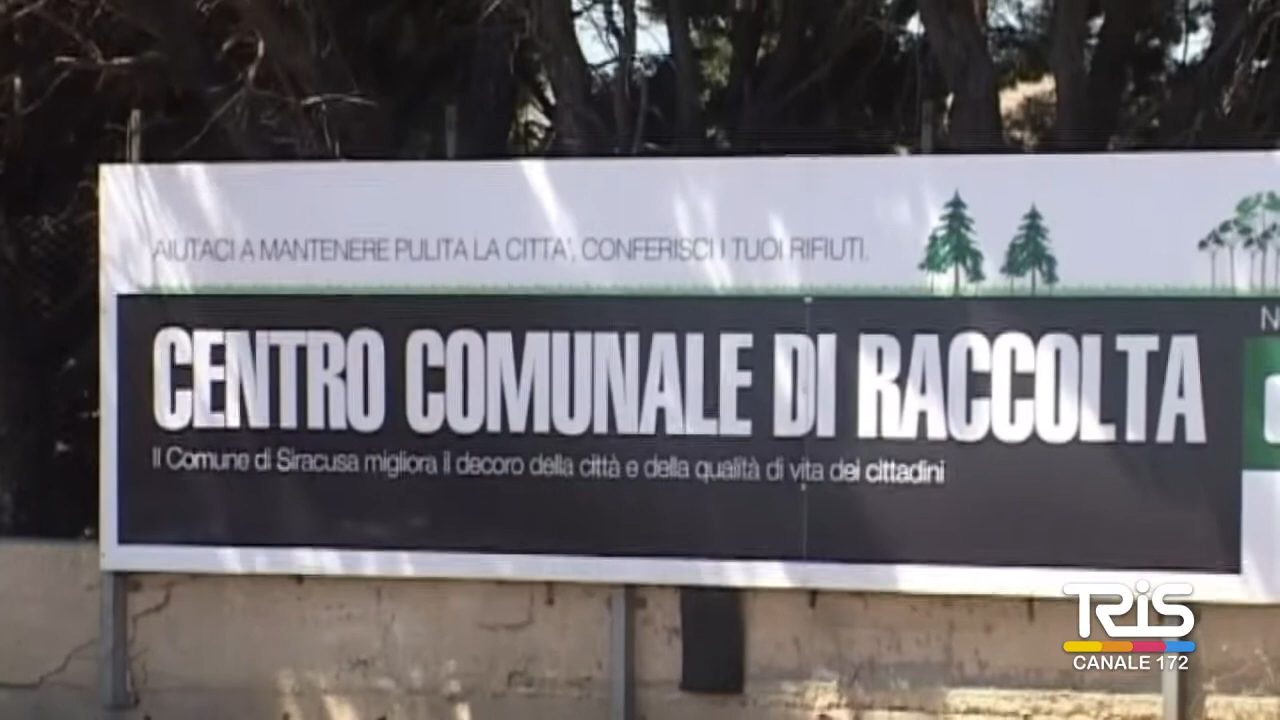 AIUTACI A MANTENERE PULITA LA CITTA', CONFERISCI I TUOI RIFIUTI.
CENTRO COMUNALE DI RACCOLTA
Il Comune di Siracusa migliora il decoro della città e della qualità di vita dei cittadini
TRiS
CANALE 172